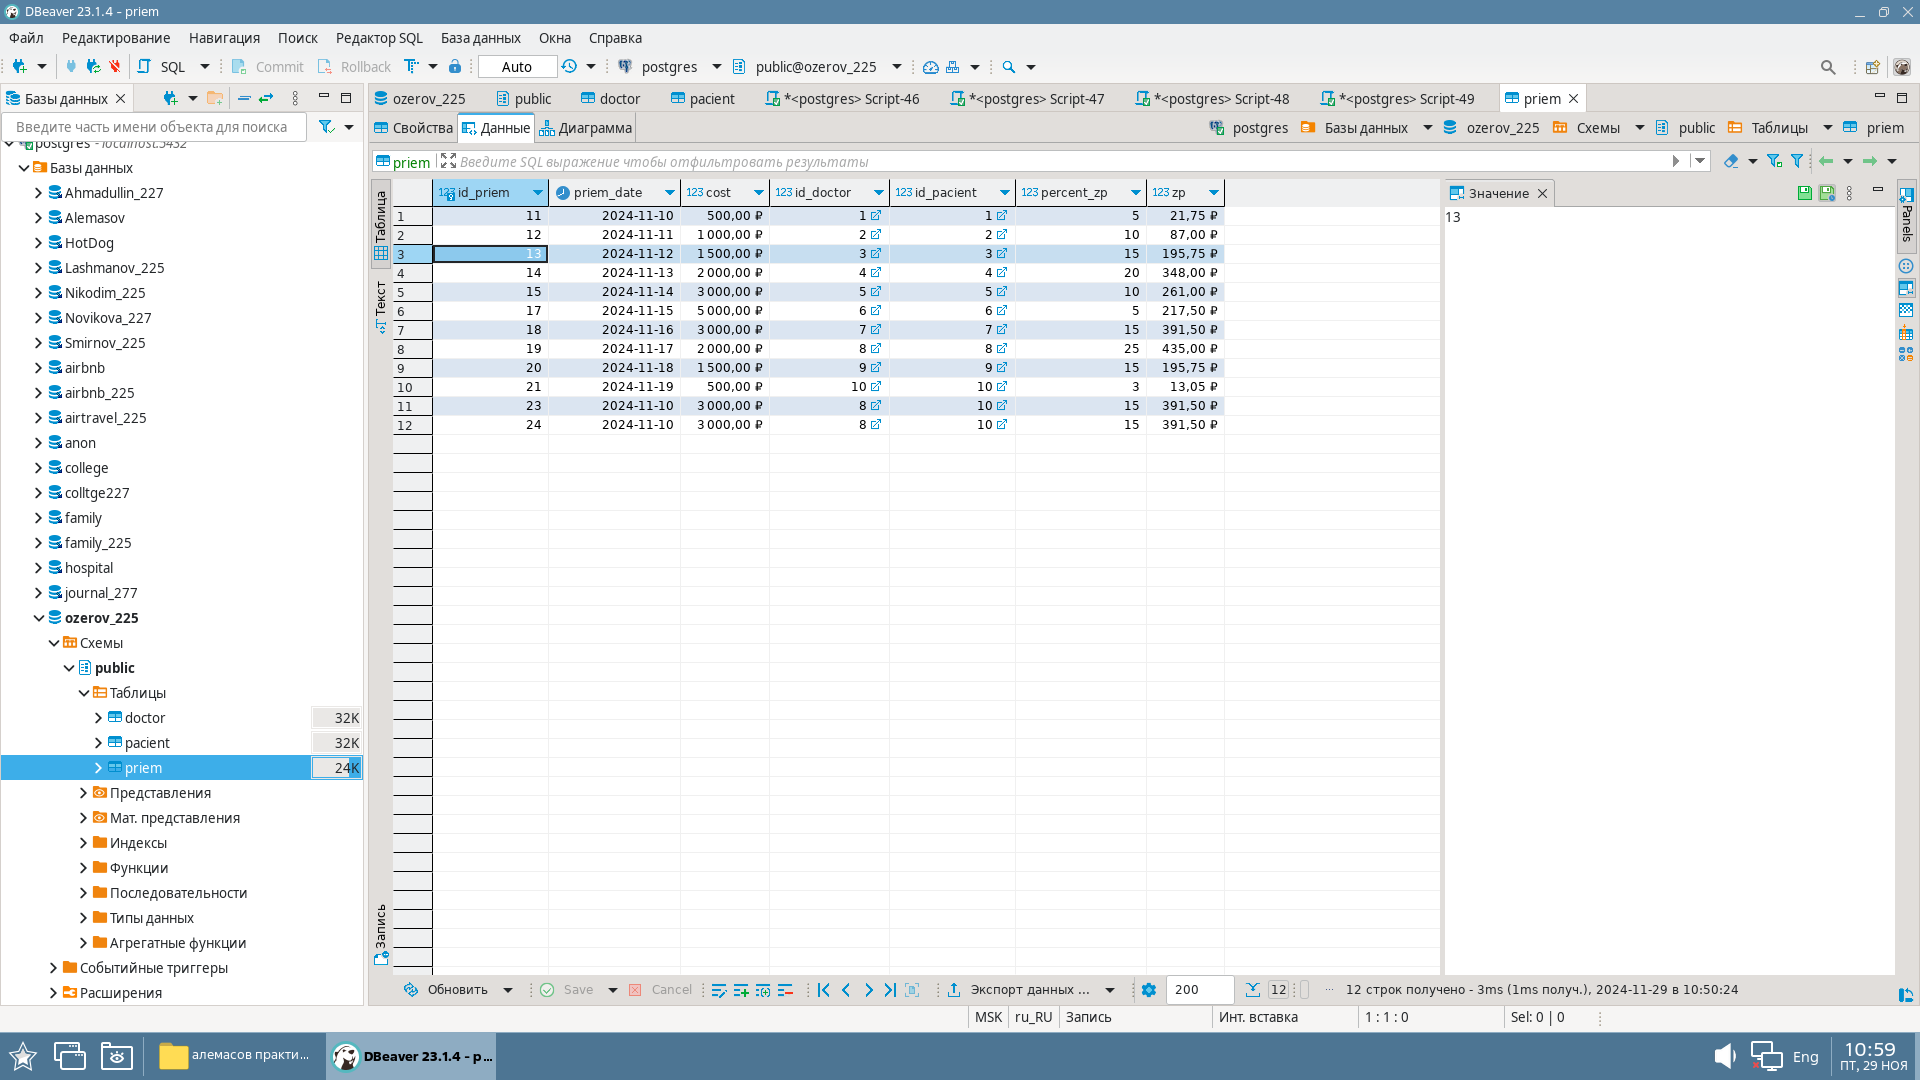 DBeaver 23.1.4 - priem
Файл Редактирование Навигация Поиск Редактор SQL База данных Окна Справка
SQL Commit Rollback Auto postgres public@ozerov_225
Базы данных
ozerov_225 public doctor pacient *<postgres> Script-46 *<postgres> Script-47 *<postgres> Script-48 *<postgres> Script-49 priem
Введите часть имени объекта для поиска
Свойства Данные Диаграмма
postgres Базы данных ozerov_225 Схемы public Таблицы priem
priem Введите SQL выражение чтобы отфильтровать результаты
postgres - localhost:5432
Базы данных
Ahmadullin_227
Alemasov
HotDog
Lashmanov_225
Nikodim_225
Novikova_227
Smirnov_225
airbnb
airbnb_225
airtravel_225
anon
college
colltge227
family
family_225
hospital
journal_277
ozerov_225
Схемы
public
Таблицы
doctor 32K
pacient 32K
priem 24K
Представления
Мат. представления
Индексы
Функции
Последовательности
Типы данных
Агрегатные функции
Событийные триггеры
Расширения
Таблица
Текст
Запись
123 id_priem priem_date 123 cost 123 id_doctor 123 id_pacient 123 percent_zp 123 zp
1 11 2024-11-10 500,00 ₽ 1 1 5 21,75 ₽
2 12 2024-11-11 1 000,00 ₽ 2 2 10 87,00 ₽
3 13 2024-11-12 1 500,00 ₽ 3 3 15 195,75 ₽
4 14 2024-11-13 2 000,00 ₽ 4 4 20 348,00 ₽
5 15 2024-11-14 3 000,00 ₽ 5 5 10 261,00 ₽
6 17 2024-11-15 5 000,00 ₽ 6 6 5 217,50 ₽
7 18 2024-11-16 3 000,00 ₽ 7 7 15 391,50 ₽
8 19 2024-11-17 2 000,00 ₽ 8 8 25 435,00 ₽
9 20 2024-11-18 1 500,00 ₽ 9 9 15 195,75 ₽
10 21 2024-11-19 500,00 ₽ 10 10 3 13,05 ₽
11 23 2024-11-10 3 000,00 ₽ 8 10 15 391,50 ₽
12 24 2024-11-10 3 000,00 ₽ 8 10 15 391,50 ₽
Значение
13
Panels
Обновить Save Cancel Экспорт данных ... 200 12 ... 12 строк получено - 3ms (1ms получ.), 2024-11-29 в 10:50:24
MSK ru_RU Запись Инт. вставка 1 : 1 : 0 Sel: 0 | 0
алемасов практи... DBeaver 23.1.4 - p... Eng 10:59
ПТ, 29 НОЯ